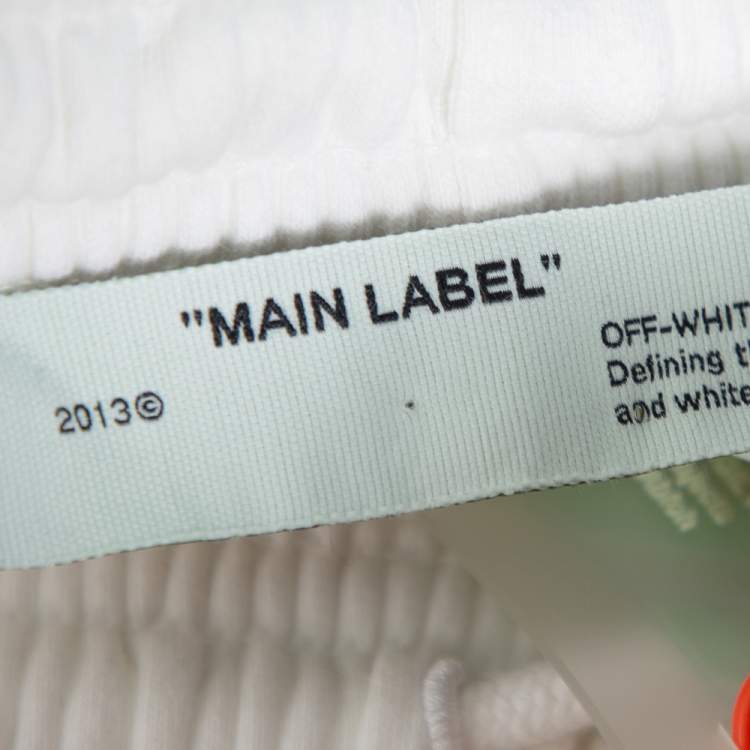 "MAIN LABEL"
2013©
OFF-WHIT
Defining t
and white